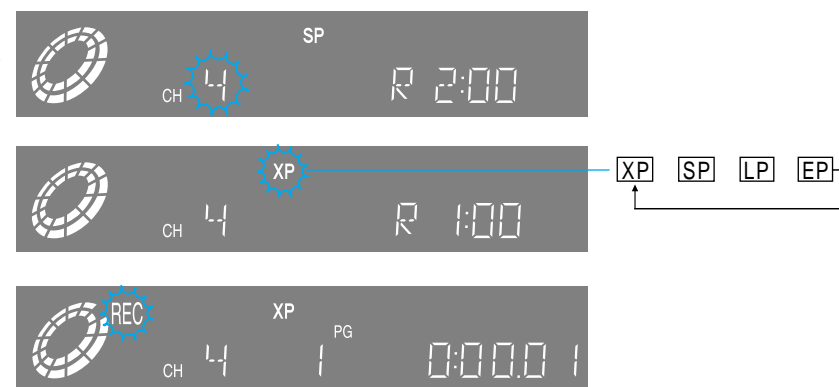 SP
CH 4 R 2:00
XP XP SP LP EP
CH 4 R 1:00
REC XP
PG
CH 4 1 0:00.01